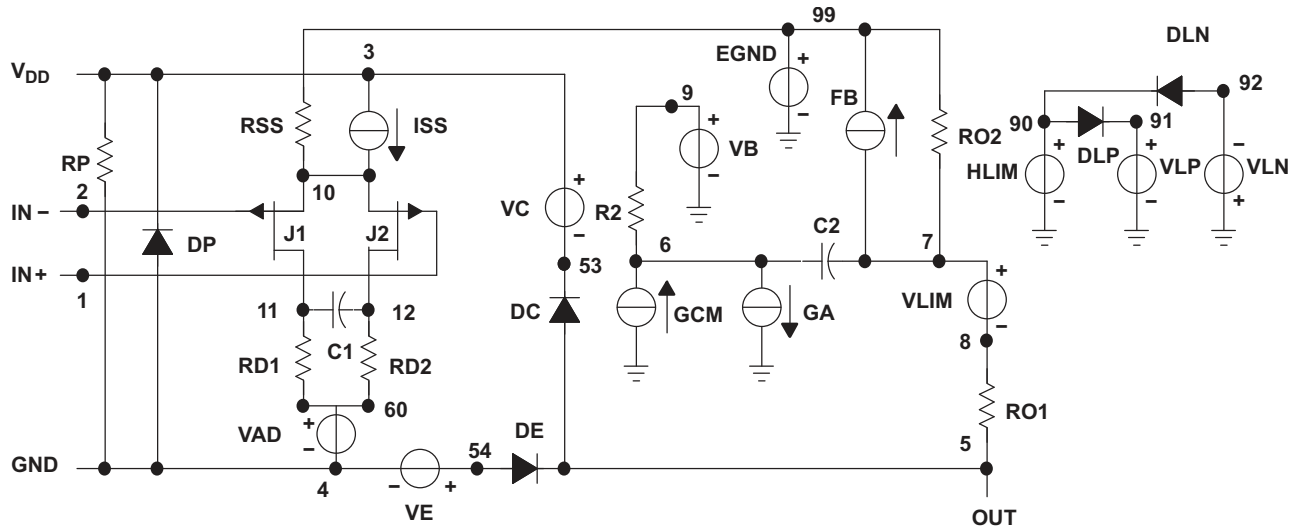 99
DLN
3
EGND
+
VDD
92
9
FB
+
ISS
-
RSS
+
90
91
VB
RO2
-
RP
DLP
+
+
-
10
2
HLIM
VLP
VLN
+
R2
IN -
VC
-
-
+
C2
J1
J2
-
DP
6
7
IN +
53
+
1
GCM
GA
VLIM
11
12
DC
-
C1
8
RD1
RD2
60
RO1
+
VAD
DE
-
54
5
GND
4
-
+
VE
OUT